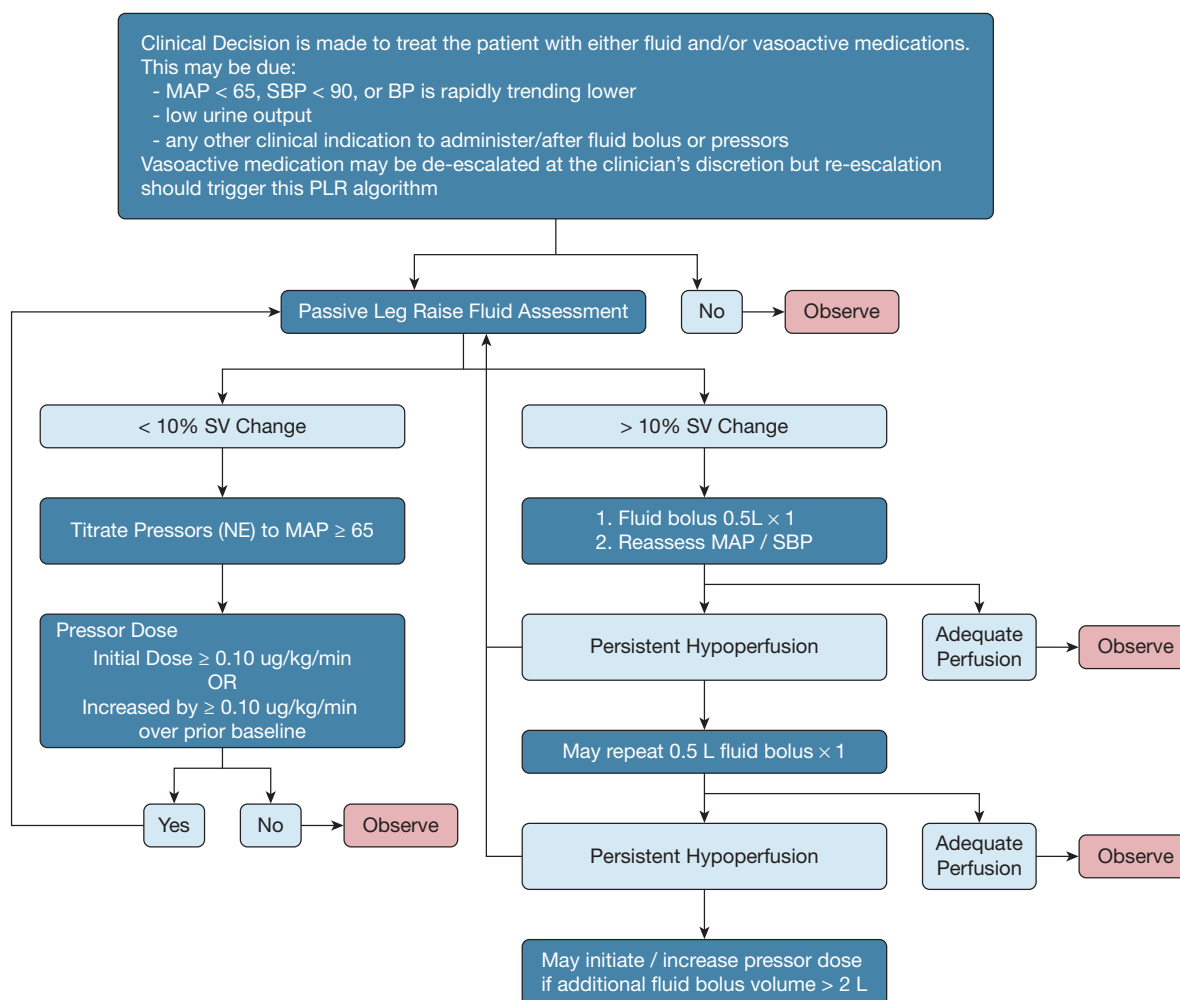 Clinical Decision is made to treat the patient with either fluid and/or vasoactive medications.
This may be due:
- MAP < 65, SBP < 90, or BP is rapidly trending lower
- low urine output
- any other clinical indication to administer/after fluid bolus or pressors
Vasoactive medication may be de-escalated at the clinician's discretion but re-escalation
should trigger this PLR algorithm
Passive Leg Raise Fluid Assessment
No
Observe
< 10% SV Change
> 10% SV Change
Titrate Pressors (NE) to MAP ≥ 65
1. Fluid bolus 0.5L × 1
2. Reassess MAP / SBP
Pressor Dose
Initial Dose ≥ 0.10 ug/kg/min
OR
Increased by ≥ 0.10 ug/kg/min
over prior baseline
Persistent Hypoperfusion
Adequate
Perfusion
Observe
May repeat 0.5 L fluid bolus × 1
Yes
No
Observe
Persistent Hypoperfusion
Adequate
Perfusion
Observe
May initiate / increase pressor dose
if additional fluid bolus volume > 2 L